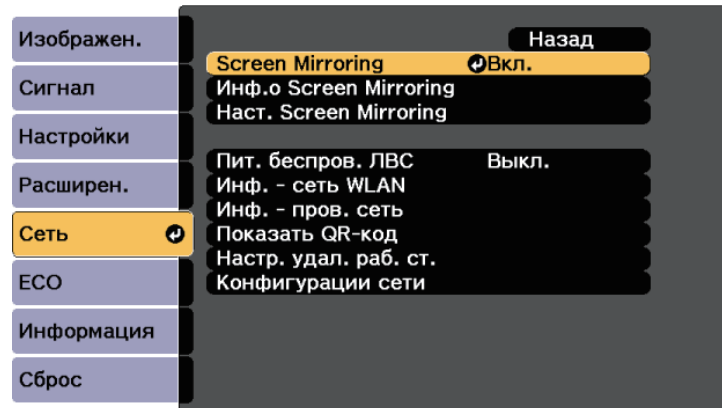 Изображен.
Сигнал
Настройки
Расширен.
Сеть
ECO
Информация
Сброс
Назад
Screen Mirroring Вкл.
Инф.о Screen Mirroring
Наст. Screen Mirroring
Пит. беспров. ЛВС Выкл.
Инф. - сеть WLAN
Инф. - пров. сеть
Показать QR-код
Настр. удал. раб. ст.
Конфигурации сети